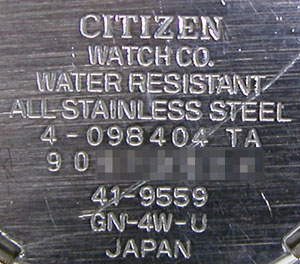 CITIZEN
WATCH CO.
WATER RESISTANT
ALL STAINLESS STEEL
4-098404 TA
90
41-9559
GN-4W-U
JAPAN